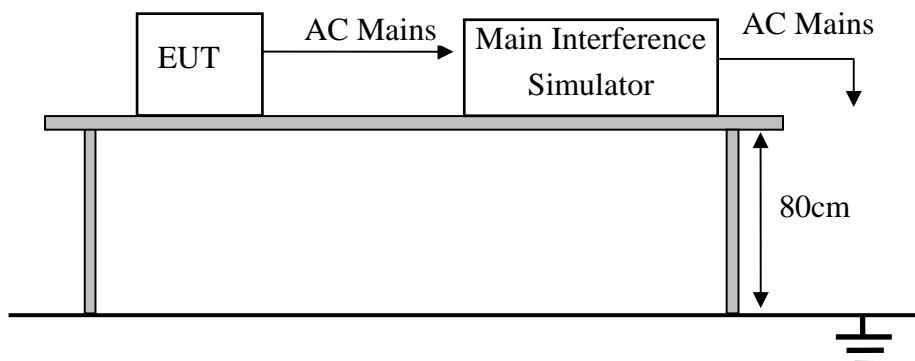 EUT
AC Mains
Main Interference
Simulator
AC Mains
80cm